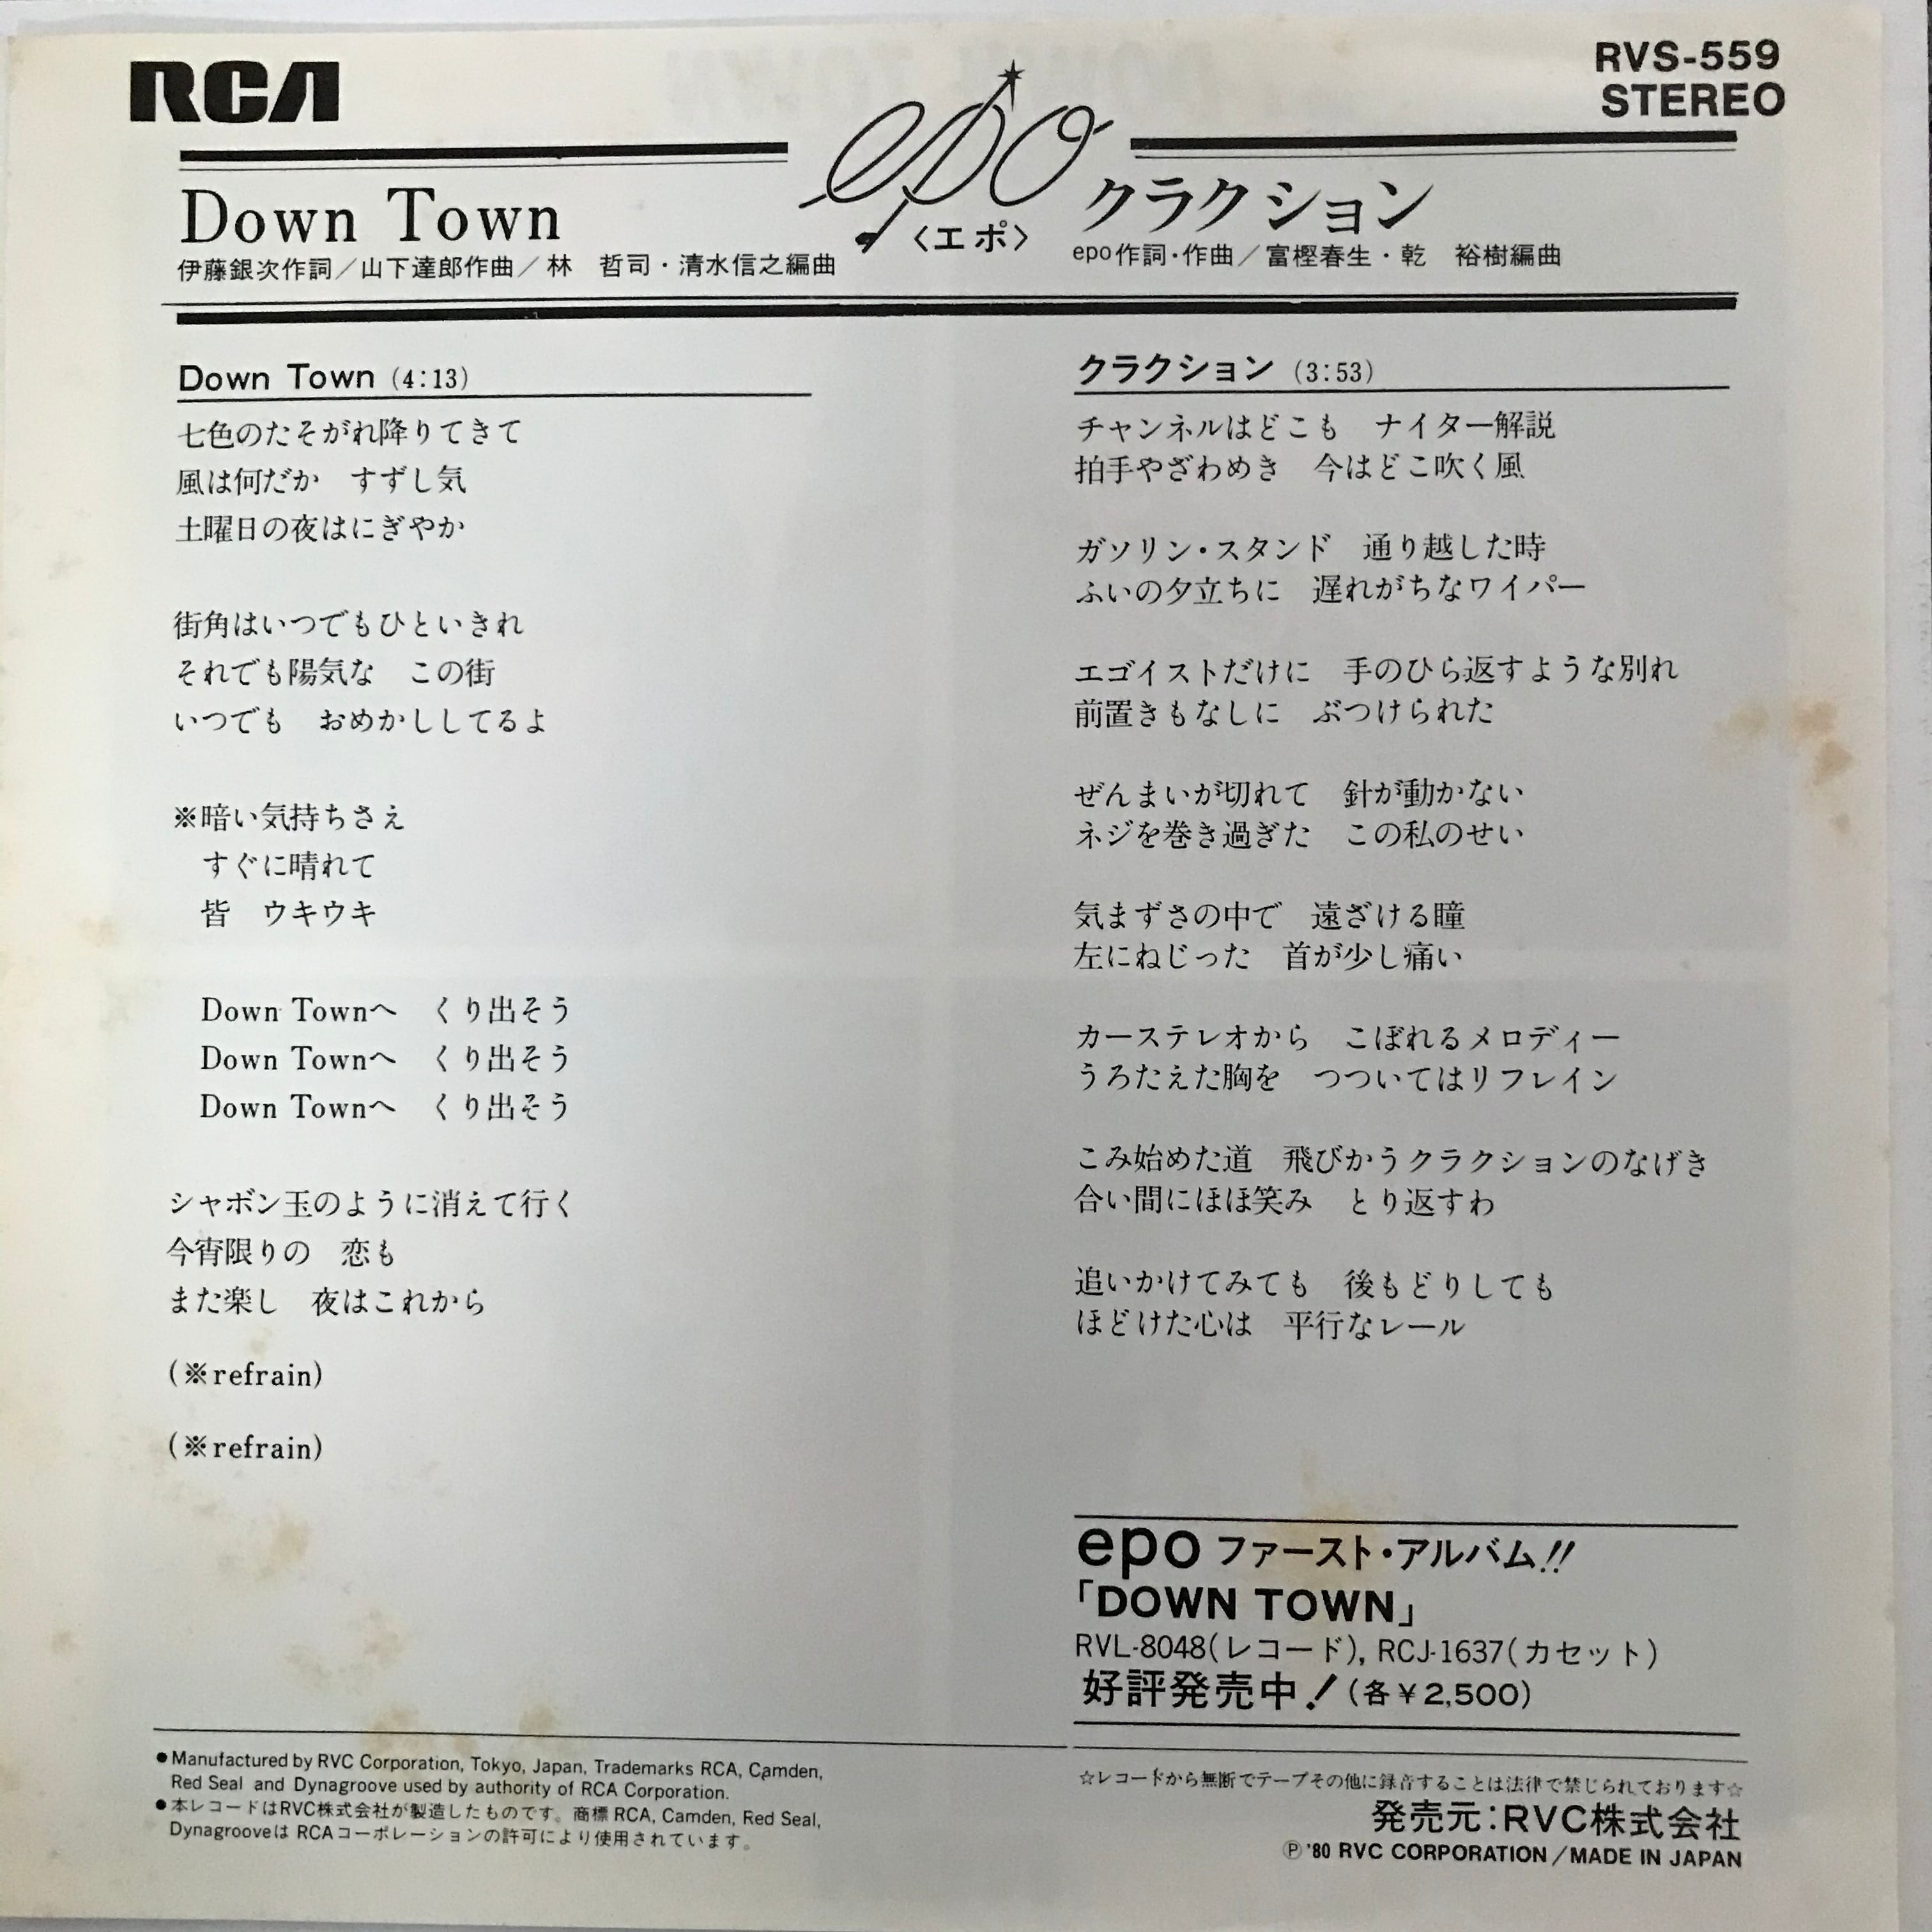 RCA
RVS-559
STEREO
epo
〈エポ〉
Down Town
伊藤銀次作詞／山下達郎作曲／林　哲司・清水信之編曲
クラクション
epo作詞・作曲／富樫春生・乾　裕樹編曲
Down Town (4:13)
七色のたそがれ降りてきて
風は何だか　すずし気
土曜日の夜はにぎやか
街角はいつでもひといきれ
それでも陽気な　この街
いつでも　おめかししてるよ
※暗い気持ちさえ
すぐに晴れて
皆　ウキウキ
Down Townへ　くり出そう
Down Townへ　くり出そう
Down Townへ　くり出そう
シャボン玉のように消えて行く
今宵限りの　恋も
また楽し　夜はこれから
(※refrain)
(※refrain)
クラクション (3:53)
チャンネルはどこも　ナイター解説
拍手やざわめき　今はどこ吹く風
ガソリン・スタンド　通り越した時
ふいの夕立ちに　遅れがちなワイパー
エゴイストだけに　手のひら返すような別れ
前置きもなしに　ぶつけられた
ぜんまいが切れて　針が動かない
ネジを巻き過ぎた　この私のせい
気まずさの中で　遠ざける瞳
左にねじった　首が少し痛い
カーステレオから　こぼれるメロディー
うろたえた胸を　つついてはリフレイン
こみ始めた道　飛びかうクラクションのなげき
合い間にほほ笑み　とり返すわ
追いかけてみても　後もどりしても
ほどけた心は　平行なレール
epo ファースト・アルバム!!
「DOWN TOWN」
RVL-8048(レコード), RCJ-1637(カセット)
好評発売中！(各￥2,500)
●Manufactured by RVC Corporation, Tokyo, Japan, Trademarks RCA, Camden,
Red Seal and Dynagroove used by authority of RCA Corporation.
●本レコードはRVC株式会社が製造したものです。商標 RCA, Camden, Red Seal,
Dynagrooveは RCAコーポレーションの許可により使用されています。
☆レコードから無断でテープその他に録音することは法律で禁じられております☆
発売元：RVC株式会社
Ⓟ '80 RVC CORPORATION／MADE IN JAPAN